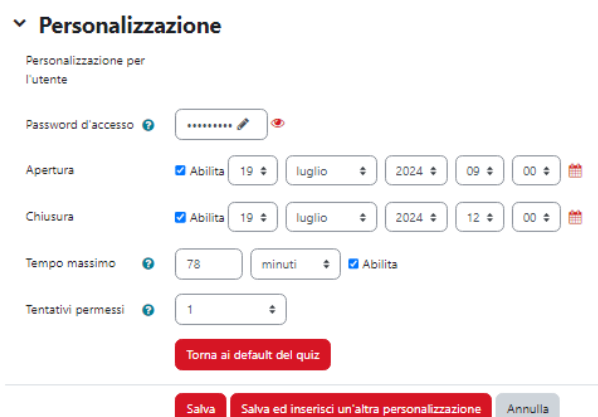 Personalizzazione
Personalizzazione per
l'utente
Password d'accesso
Apertura Abilita 19 luglio 2024 09 00
Chiusura Abilita 19 luglio 2024 12 00
Tempo massimo 78 minuti Abilita
Tentativi permessi 1
Torna ai default del quiz
Salva Salva ed inserisci un'altra personalizzazione Annulla